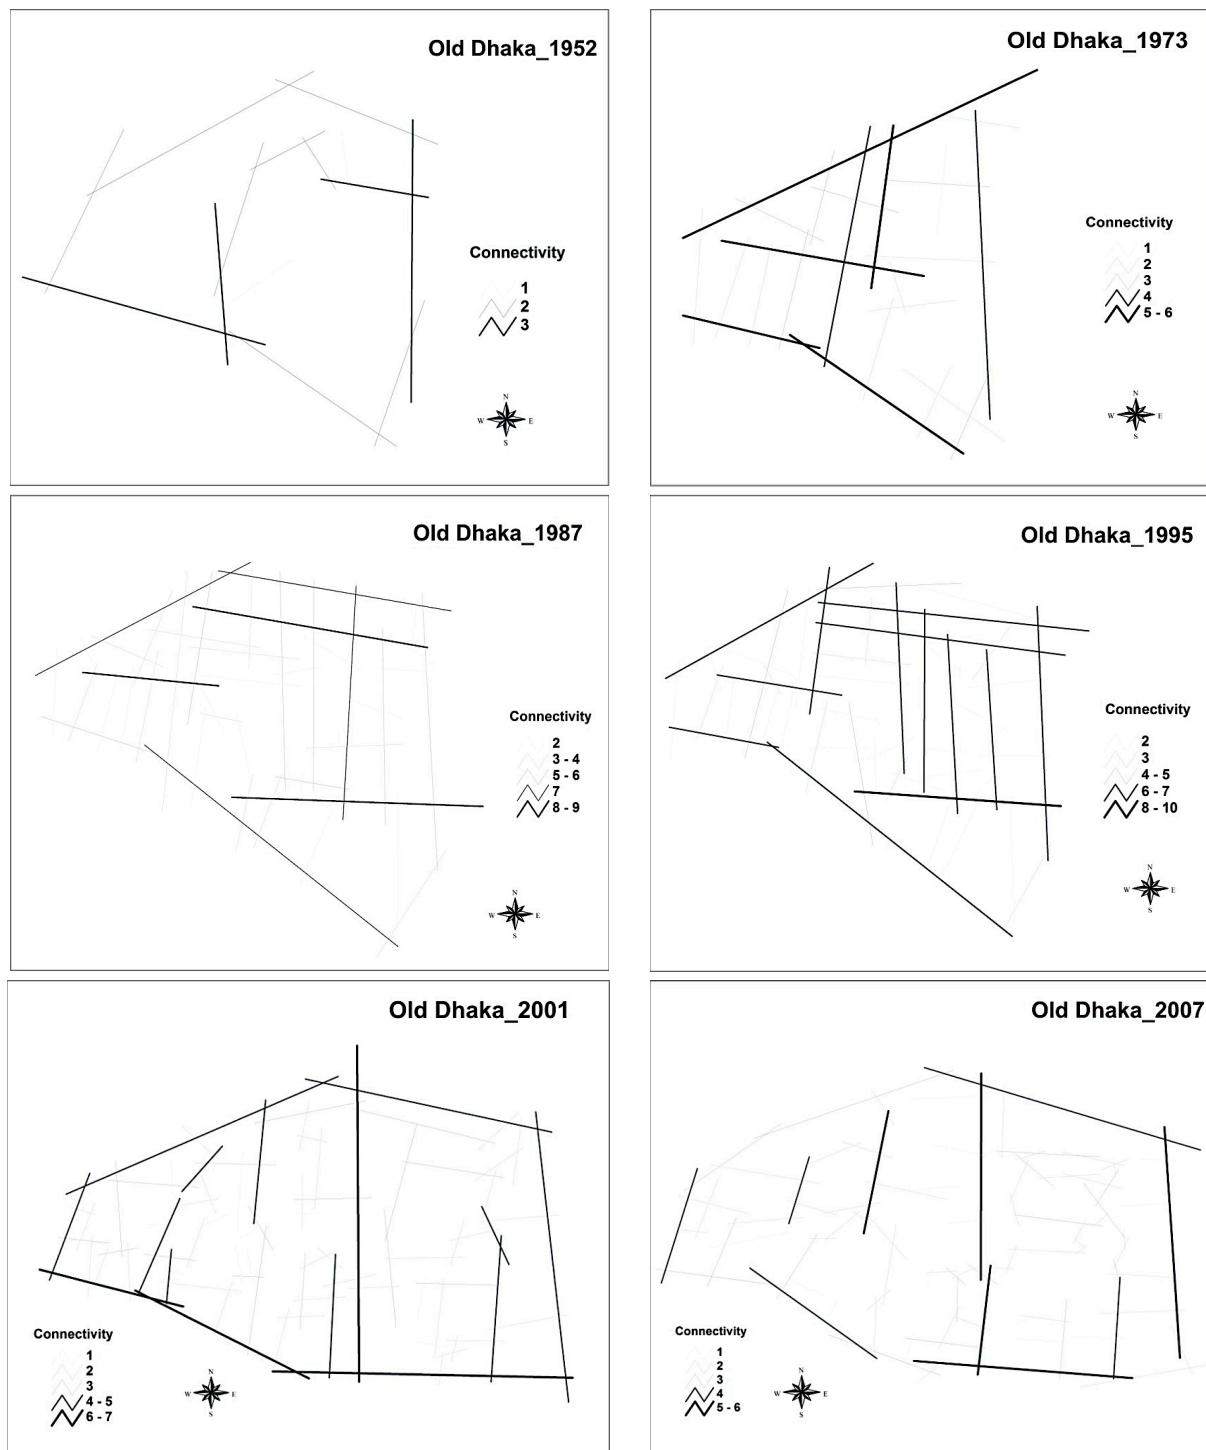 Old Dhaka_1952
Connectivity
1
2
3
N
W E
S
Old Dhaka_1973
Connectivity
1
2
3
4
5 - 6
N
W E
S
Old Dhaka_1987
Connectivity
2
3 - 4
5 - 6
7
8 - 9
N
W E
S
Old Dhaka_1995
Connectivity
2
3
4 - 5
6 - 7
8 - 10
N
W E
S
Old Dhaka_2001
Connectivity
1
2
3
4 - 5
6 - 7
N
W E
S
Old Dhaka_2007
Connectivity
1
2
3
4
5 - 6
N
W E
S